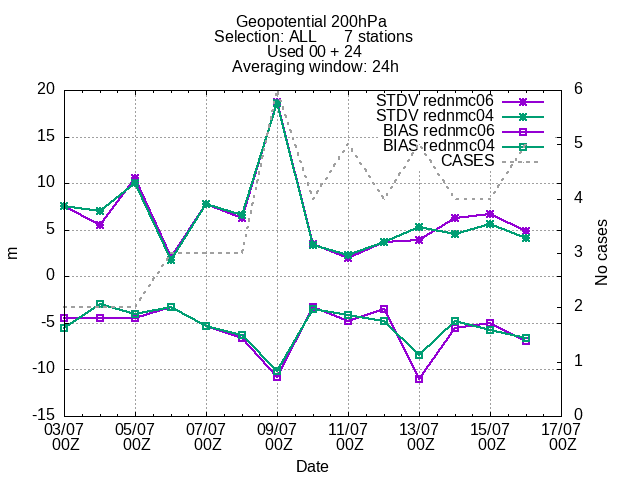 Geopotential 200hPa
Selection: ALL 7 stations
Used 00 + 24
Averaging window: 24h
STDV rednmc06
STDV rednmc04
BIAS rednmc06
BIAS rednmc04
CASES
20
15
10
5
0
-5
-10
-15
m
6
5
4
3
2
1
0
No cases
03/07 05/07 07/07 09/07 11/07 13/07 15/07 17/07
00Z 00Z 00Z 00Z 00Z 00Z 00Z 00Z
Date